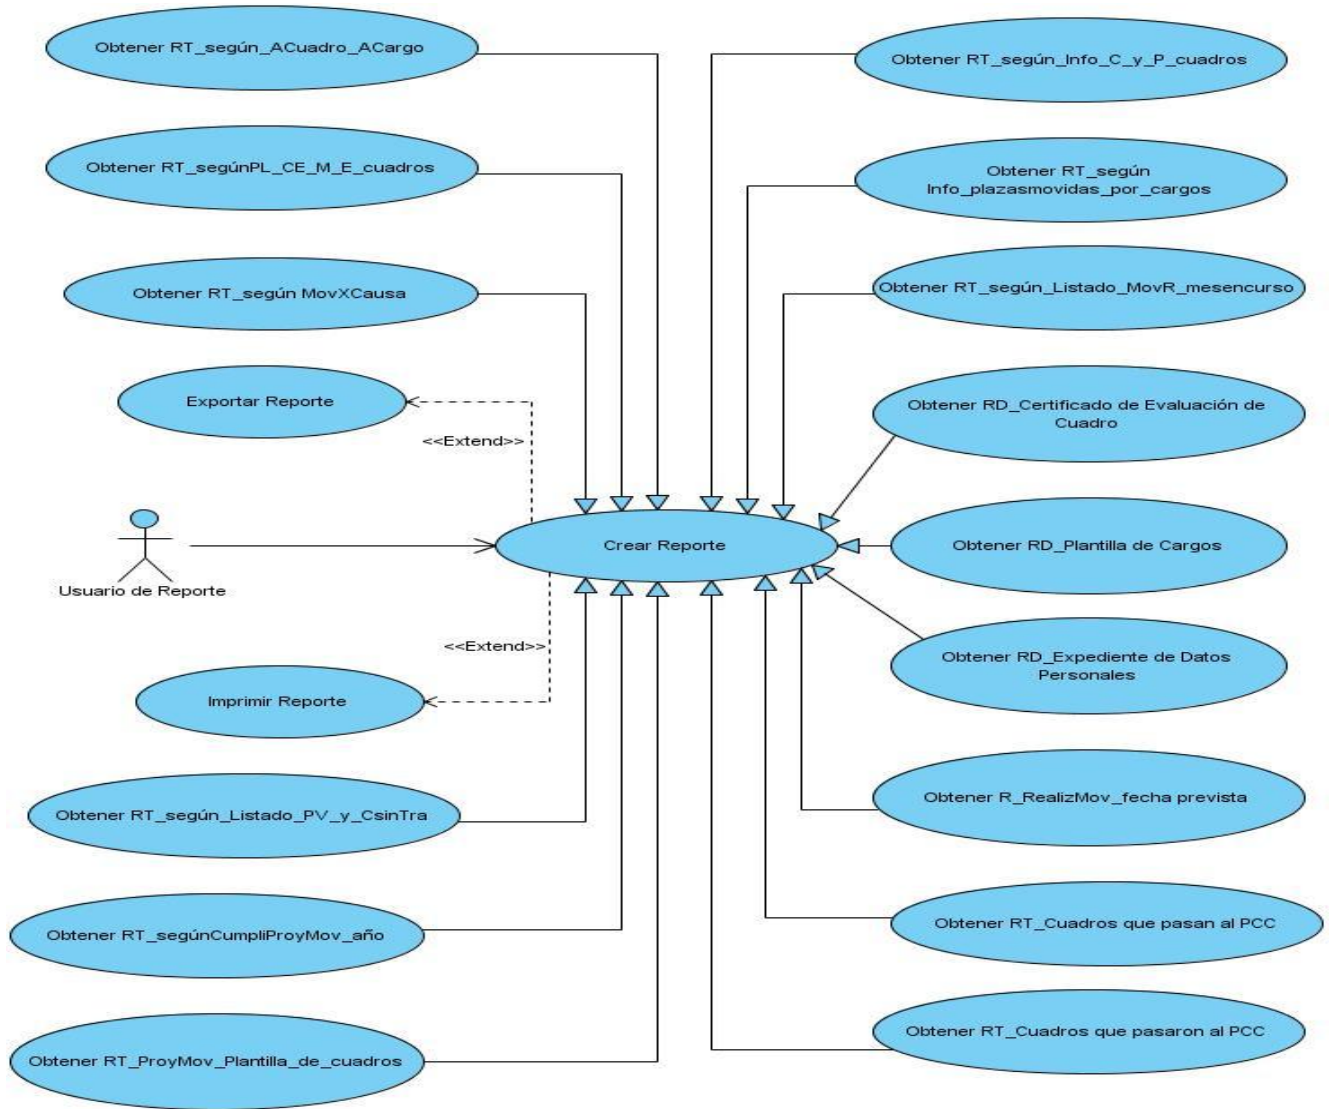 Obtener RT_según_ACuadro_ACargo
Obtener RT_según_Info_C_y_P_cuadros
Obtener RT_segúnPL_CE_M_E_cuadros
Obtener RT_según
Info_plazasmovidas_por_cargos
Obtener RT_según MovXCausa
Obtener RT_según_Listado_MovR_mesencurso
Exportar Reporte
<<Extend>>
Obtener RD_Certificado de Evaluación de
Cuadro
Usuario de Reporte
Crear Reporte
Obtener RD_Plantilla de Cargos
<<Extend>>
Obtener RD_Expediente de Datos
Personales
Imprimir Reporte
Obtener R_RealizMov_fecha prevista
Obtener RT_según_Listado_PV_y_CsinTra
Obtener RT_segúnCumpliProyMov_año
Obtener RT_Cuadros que pasan al PCC
Obtener RT_ProyMov_Plantilla_de_cuadros
Obtener RT_Cuadros que pasaron al PCC